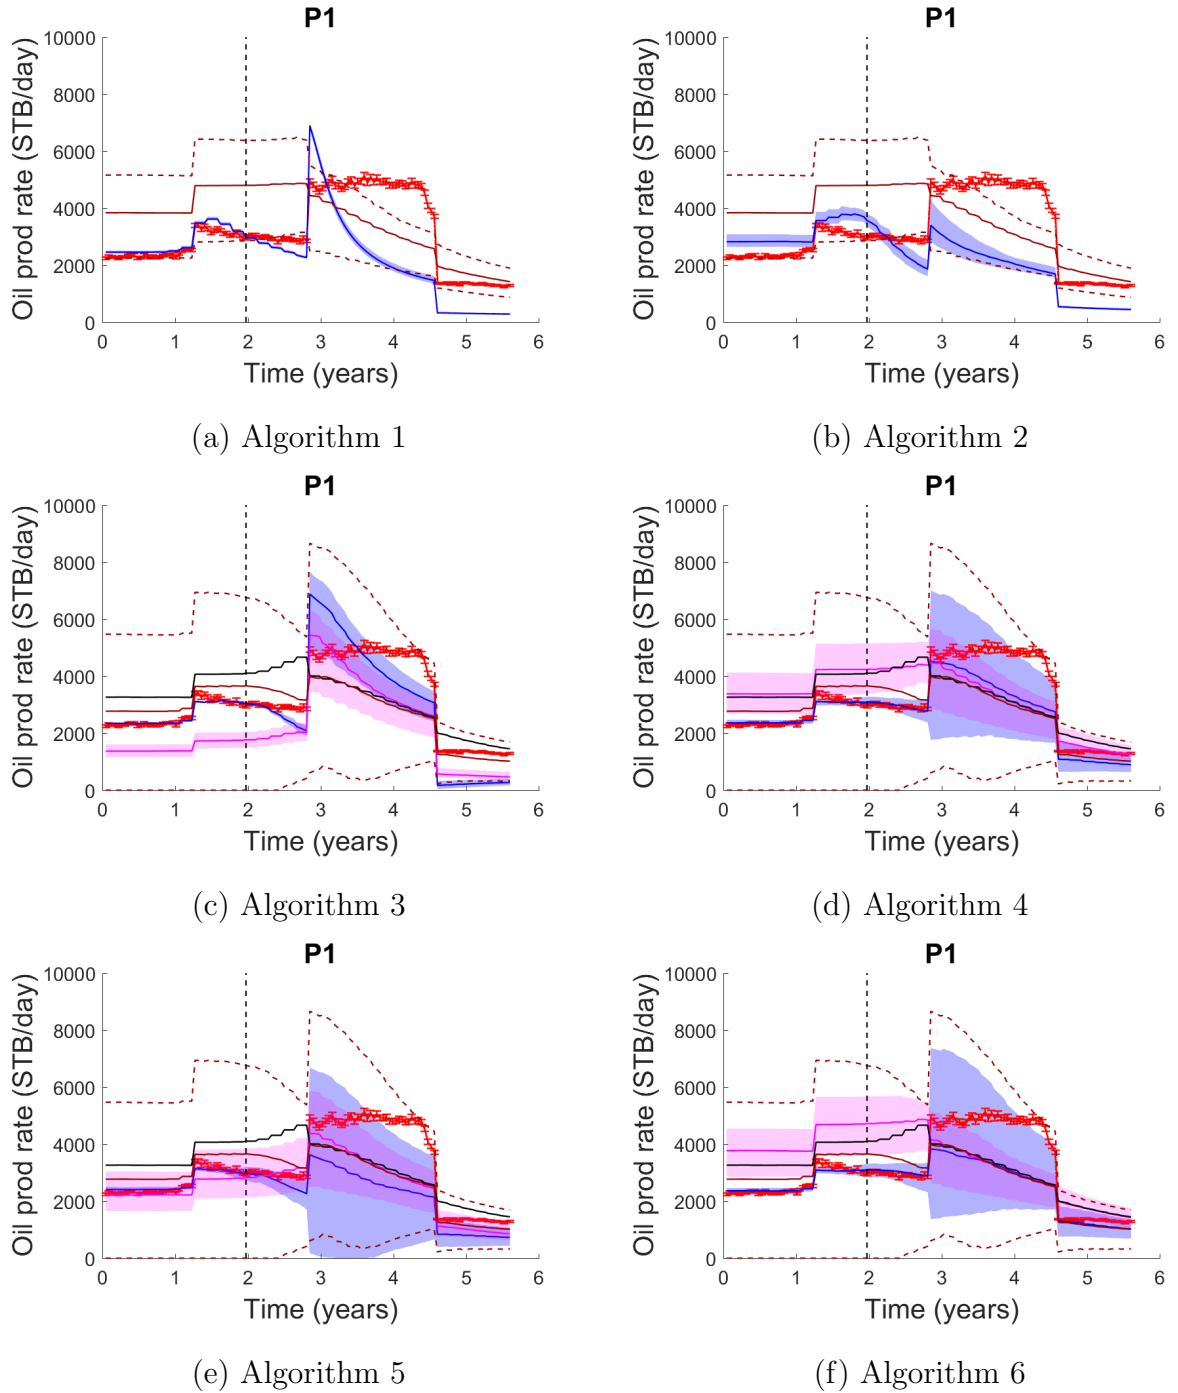 P1
Oil prod rate (STB/day)
10000
8000
6000
4000
2000
0
0 1 2 3 4 5 6
Time (years)
(a) Algorithm 1
P1
Oil prod rate (STB/day)
10000
8000
6000
4000
2000
0
0 1 2 3 4 5 6
Time (years)
(b) Algorithm 2
P1
Oil prod rate (STB/day)
10000
8000
6000
4000
2000
0
0 1 2 3 4 5 6
Time (years)
(c) Algorithm 3
P1
Oil prod rate (STB/day)
10000
8000
6000
4000
2000
0
0 1 2 3 4 5 6
Time (years)
(d) Algorithm 4
P1
Oil prod rate (STB/day)
10000
8000
6000
4000
2000
0
0 1 2 3 4 5 6
Time (years)
(e) Algorithm 5
P1
Oil prod rate (STB/day)
10000
8000
6000
4000
2000
0
0 1 2 3 4 5 6
Time (years)
(f) Algorithm 6